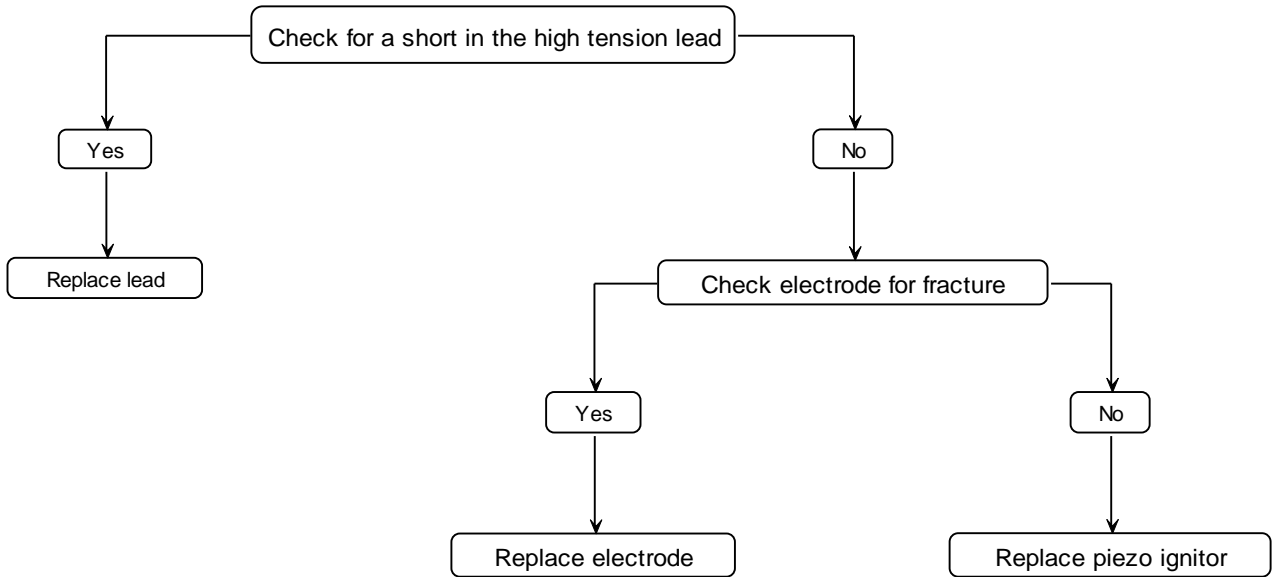 Check for a short in the high tension lead
Yes
No
Replace lead
Check electrode for fracture
Yes
No
Replace electrode
Replace piezo ignitor